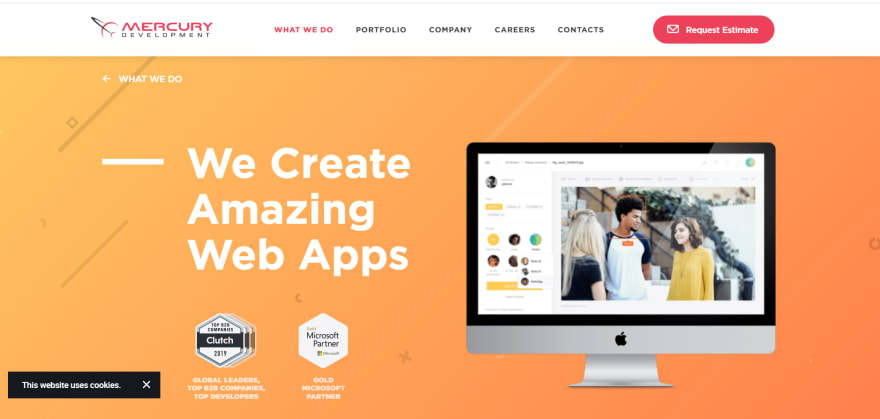 MERCURY
DEVELOPMENT
WHAT WE DO
PORTFOLIO
COMPANY
CAREERS
CONTACTS
Request Estimate
← WHAT WE DO
We Create
Amazing
Web Apps
TOP B2B
COMPANIES
Clutch
2019
Gold
Microsoft
Partner
Microsoft
GLOBAL LEADERS,
TOP B2B COMPANIES,
TOP DEVELOPERS
GOLD
MICROSOFT
PARTNER
This website uses cookies.